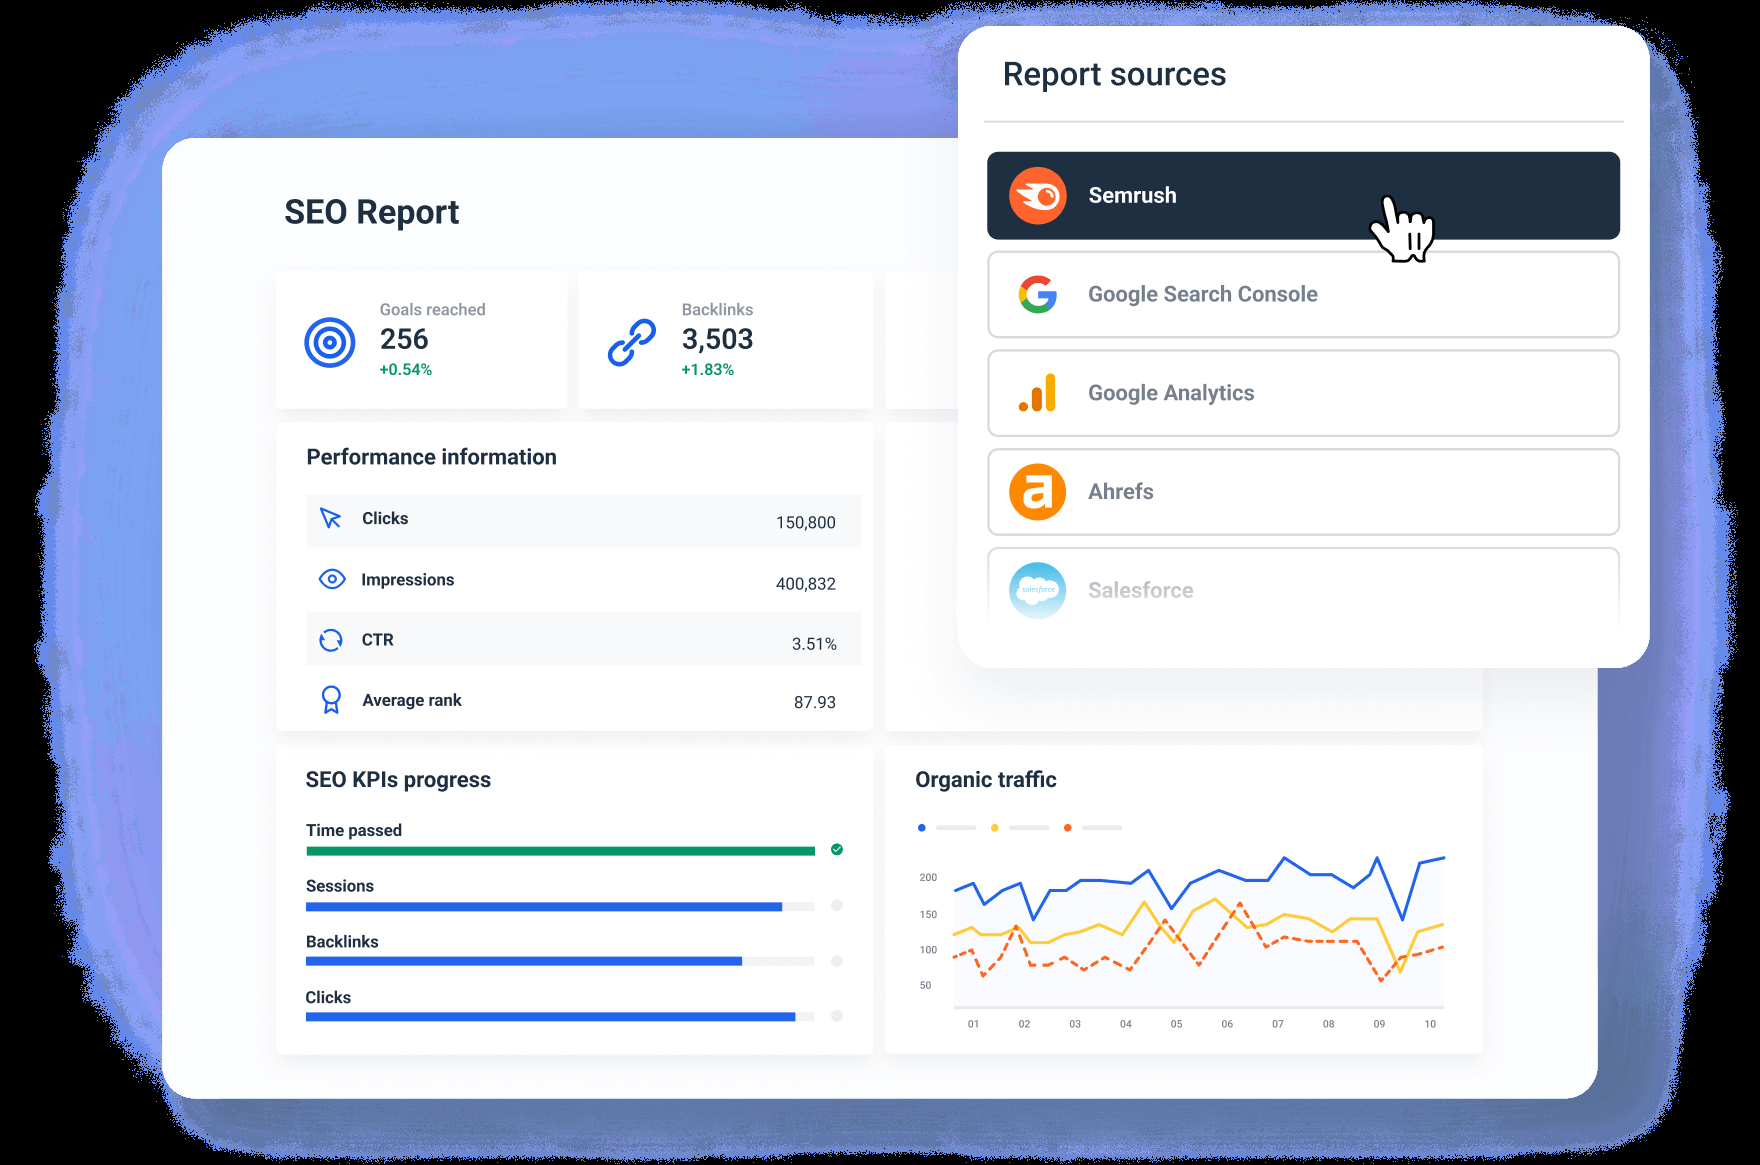 Report sources
Semrush
Google Search Console
Google Analytics
Ahrefs
salesforce
Salesforce
SEO Report
Goals reached
256
+0.54%
Backlinks
3,503
+1.83%
Performance information
Clicks 150,800
Impressions 400,832
CTR 3.51%
Average rank 87.93
SEO KPIs progress
Time passed
Sessions
Backlinks
Clicks
Organic traffic
200
150
100
50
01 02 03 04 05 06 07 08 09 10